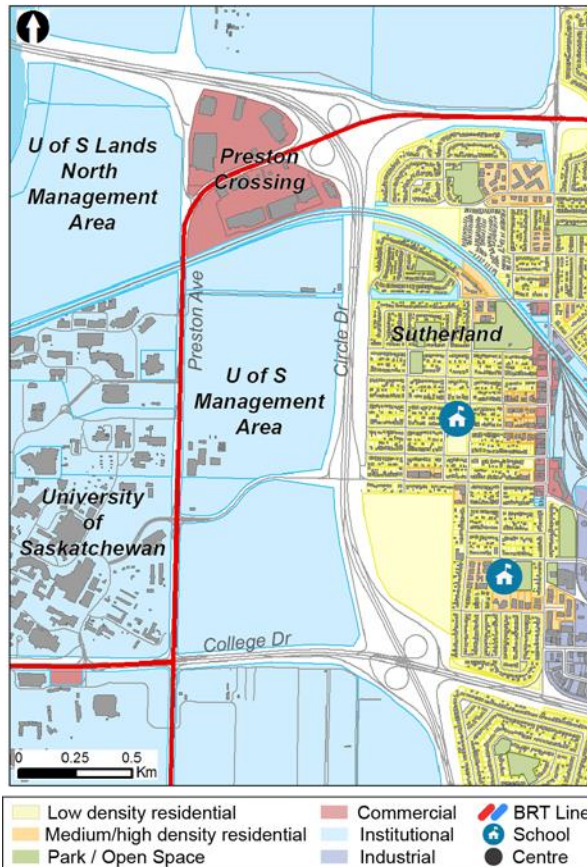 U of S Lands
North
Management
Area
Preston
Crossing
Preston Ave
Circle Dr
Sutherland
U of S
Management
Area
University
of
Saskatchewan
College Dr
0 0.25 0.5
Km
Low density residential
Medium/high density residential
Park / Open Space
Commercial
Institutional
Industrial
BRT Line
School
Centre